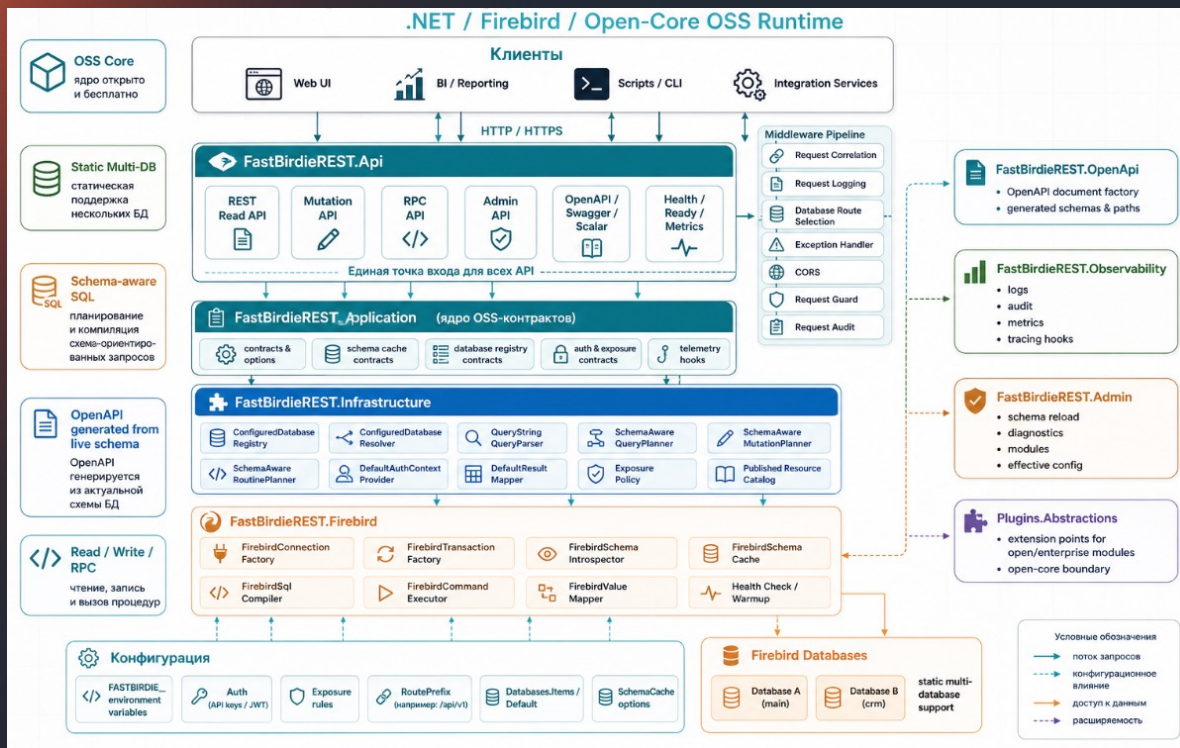 .NET / Firebird / Open-Core OSS Runtime
OSS Core
ядро открыто
и бесплатно
Static Multi-DB
статическая
поддержка
нескольких БД
Schema-aware
SQL
SQL
планирование
и компиляция
схема-ориентиро-
ванных запросов
OpenAPI
generated from
live schema
OpenAPI
генерируется
из актуальной
схемы БД
Read / Write /
RPC
чтение, запись
и вызов процедур
Клиенты
Web UI
BI / Reporting
Scripts / CLI
Integration Services
HTTP / HTTPS
FastBirdieREST.Api
REST
Read API
Mutation
API
RPC
API
Admin
API
OpenAPI /
Swagger /
Scalar
Health /
Ready /
Metrics
Единая точка входа для всех API
Middleware Pipeline
Request Correlation
Request Logging
Database Route
Selection
Exception Handler
CORS
Request Guard
Request Audit
FastBirdieREST.Application (ядро OSS-контрактов)
contracts &
options
schema cache
contracts
database registry
contracts
auth & exposure
contracts
telemetry
hooks
FastBirdieREST.Infrastructure
ConfiguredDatabase
Registry
ConfiguredDatabase
Resolver
QueryString
QueryParser
SchemaAware
QueryPlanner
SchemaAware
MutationPlanner
SchemaAware
RoutinePlanner
DefaultAuthContext
Provider
DefaultResult
Mapper
Exposure
Policy
Published Resource
Catalog
FastBirdieREST.Firebird
FirebirdConnection
Factory
FirebirdTransaction
Factory
FirebirdSchema
Introspector
FirebirdSchema
Cache
FirebirdSql
Compiler
FirebirdCommand
Executor
FirebirdValue
Mapper
Health Check /
Warmup
Конфигурация
FASTBIRDIE_
environment
variables
Auth
(API keys / JWT)
Exposure
rules
RoutePrefix
(например: /api/v1)
Databases.Items /
Default
SchemaCache
options
Firebird Databases
Database A
(main)
Database B
(crm)
static multi-
database
support
FastBirdieREST.OpenApi
• OpenAPI document factory
• generated schemas & paths
FastBirdieREST.Observability
• logs
• audit
• metrics
• tracing hooks
FastBirdieREST.Admin
• schema reload
• diagnostics
• modules
• effective config
Plugins.Abstractions
• extension points for
open/enterprise modules
• open-core boundary
Условные обозначения
поток запросов
конфигурационное
влияние
доступ к данным
расширяемость